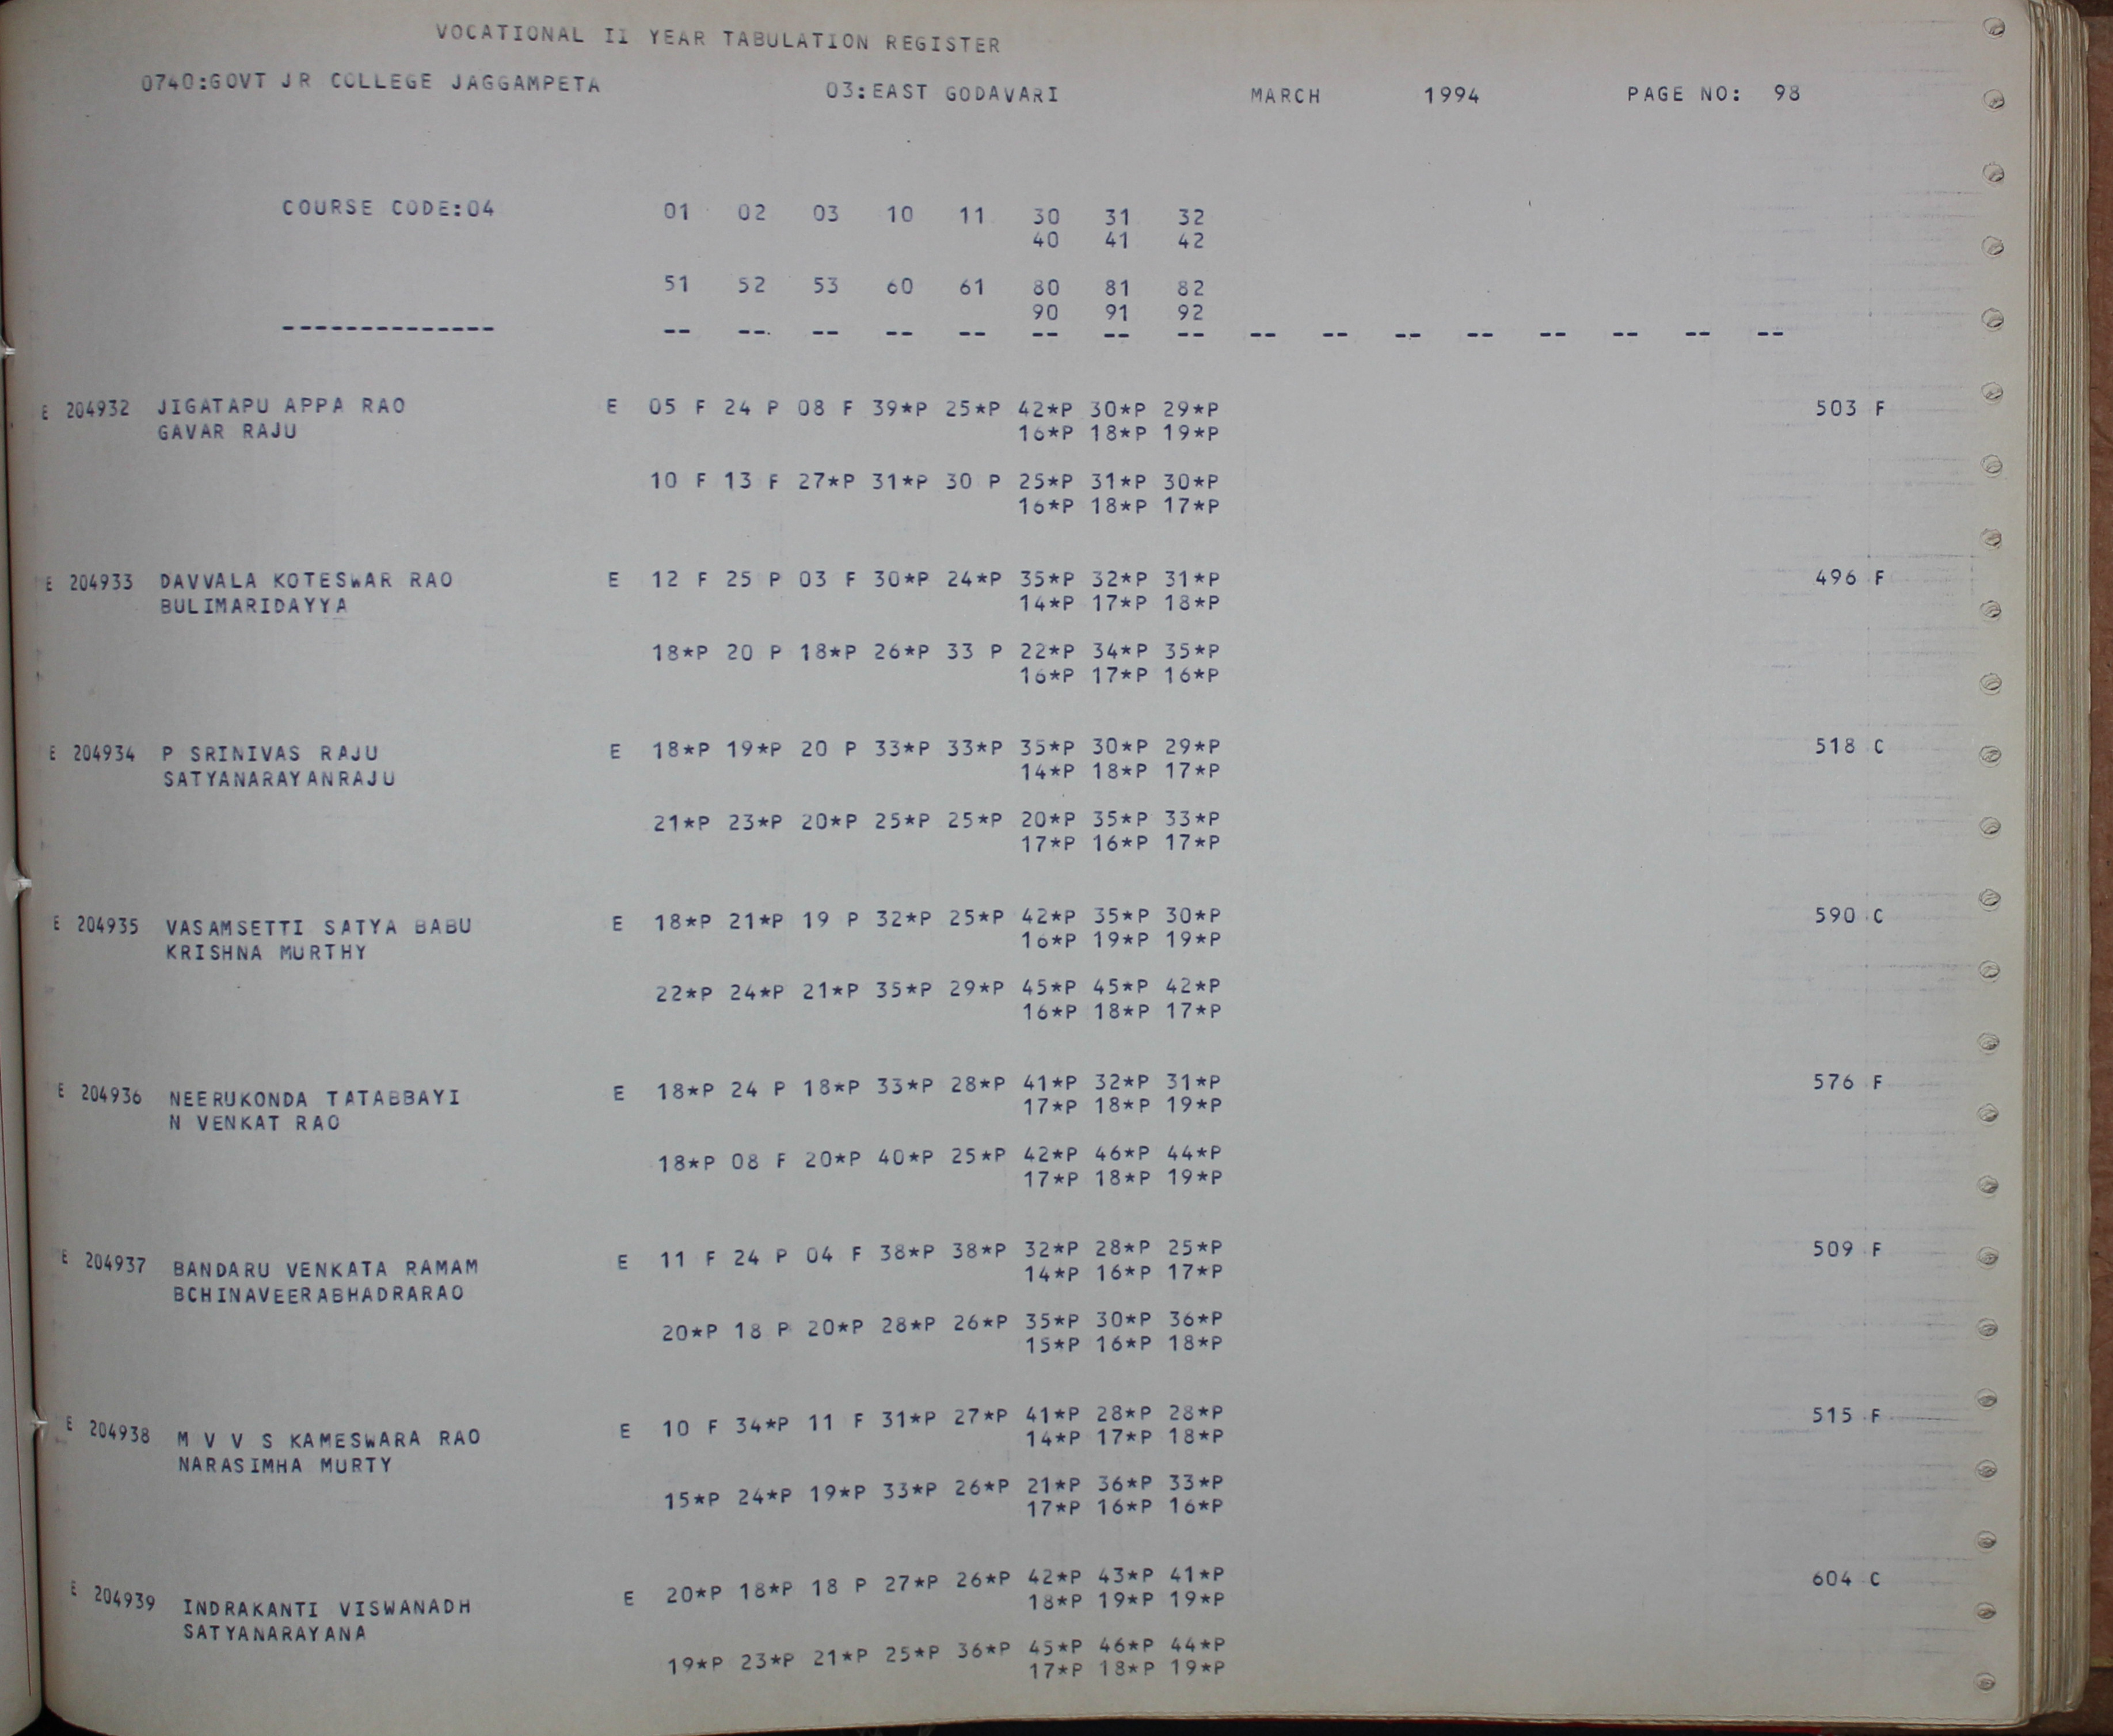 VOCATIONAL II YEAR TABULATION REGISTER
0740:GOVT JR COLLEGE JAGGAMPETA 03:EAST GODAVARI MARCH 1994 PAGE NO: 98
COURSE CODE:04 01 02 03 10 11 30 31 32
40 41 42
51 52 53 60 61 80 81 82
90 91 92
-------------- -- -- -- -- -- -- -- -- -- -- -- -- -- -- -- --
E 204932 JIGATAPU APPA RAO E 05 F 24 P 08 F 39*P 25*P 42*P 30*P 29*P 503 F
GAVAR RAJU 16*P 18*P 19*P
10 F 13 F 27*P 31*P 30 P 25*P 31*P 30*P
16*P 18*P 17*P
E 204933 DAVVALA KOTESWAR RAO E 12 F 25 P 03 F 30*P 24*P 35*P 32*P 31*P 496 F
BULIMARIDAYYA 14*P 17*P 18*P
18*P 20 P 18*P 26*P 33 P 22*P 34*P 35*P
16*P 17*P 16*P
E 204934 P SRINIVAS RAJU E 18*P 19*P 20 P 33*P 33*P 35*P 30*P 29*P 518 C
SATYANARAYANRAJU 14*P 18*P 17*P
21*P 23*P 20*P 25*P 25*P 20*P 35*P 33*P
17*P 16*P 17*P
E 204935 VASAMSETTI SATYA BABU E 18*P 21*P 19 P 32*P 25*P 42*P 35*P 30*P 590 C
KRISHNA MURTHY 16*P 19*P 19*P
22*P 24*P 21*P 35*P 29*P 45*P 45*P 42*P
16*P 18*P 17*P
E 204936 NEERUKONDA TATABBAYI E 18*P 24 P 18*P 33*P 28*P 41*P 32*P 31*P 576 F
N VENKAT RAO 17*P 18*P 19*P
18*P 08 F 20*P 40*P 25*P 42*P 46*P 44*P
17*P 18*P 19*P
E 204937 BANDARU VENKATA RAMAM E 11 F 24 P 04 F 38*P 38*P 32*P 28*P 25*P 509 F
BCHINAVEERABHADRARAO 14*P 16*P 17*P
20*P 18 P 20*P 28*P 26*P 35*P 30*P 36*P
15*P 16*P 18*P
E 204938 M V V S KAMESWARA RAO E 10 F 34*P 11 F 31*P 27*P 41*P 28*P 28*P 515 F
NARASIMHA MURTY 14*P 17*P 18*P
15*P 24*P 19*P 33*P 26*P 21*P 36*P 33*P
17*P 16*P 16*P
E 204939 INDRAKANTI VISWANADH E 20*P 18*P 18 P 27*P 26*P 42*P 43*P 41*P 604 C
SATYANARAYANA 18*P 19*P 19*P
19*P 23*P 21*P 25*P 36*P 45*P 46*P 44*P
17*P 18*P 19*P